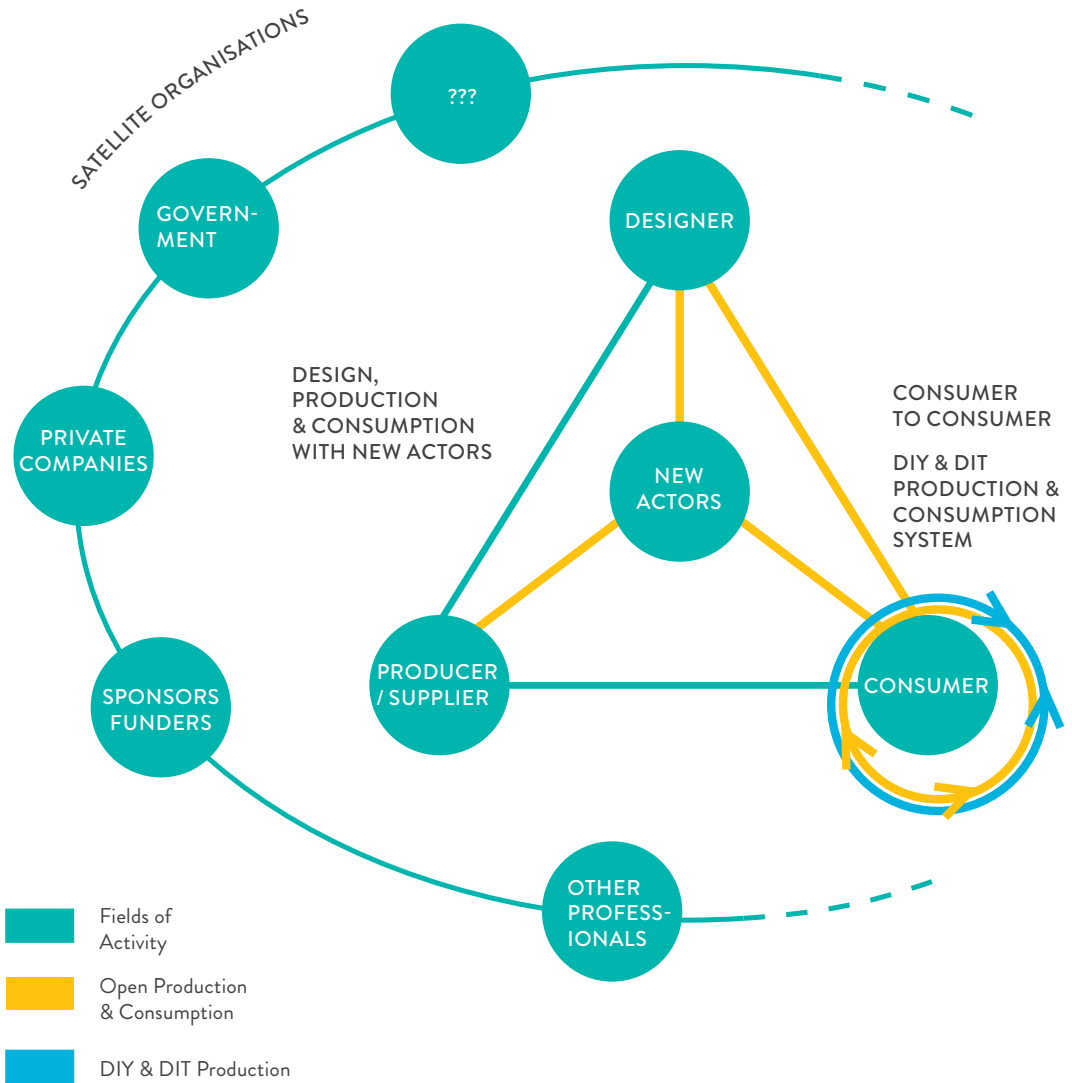 SATELLITE ORGANISATIONS
???
GOVERN-
MENT
DESIGNER
DESIGN,
PRODUCTION
& CONSUMPTION
WITH NEW ACTORS
CONSUMER
TO CONSUMER
DIY & DIT
PRODUCTION &
CONSUMPTION
SYSTEM
PRIVATE
COMPANIES
NEW
ACTORS
PRODUCER
/ SUPPLIER
CONSUMER
SPONSORS
FUNDERS
OTHER
PROFESS-
IONALS
Fields of
Activity
Open Production
& Consumption
DIY & DIT Production